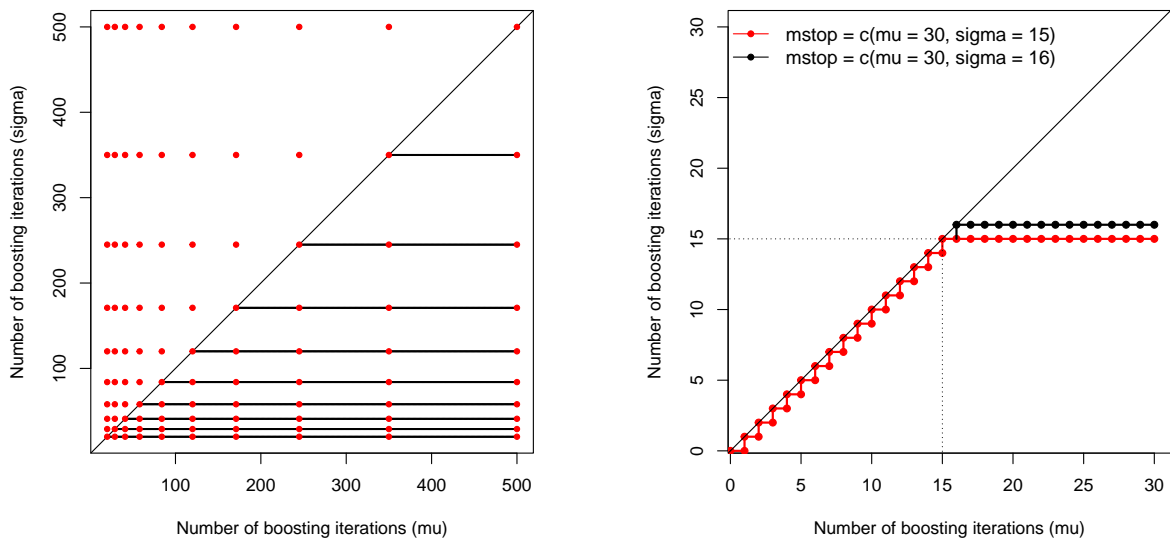 Number of boosting iterations (sigma)
500
400
300
200
100
100 200 300 400 500
Number of boosting iterations (mu)
Number of boosting iterations (sigma)
30
25
20
15
10
5
0
mstop = c(mu = 30, sigma = 15)
mstop = c(mu = 30, sigma = 16)
0 5 10 15 20 25 30
Number of boosting iterations (mu)